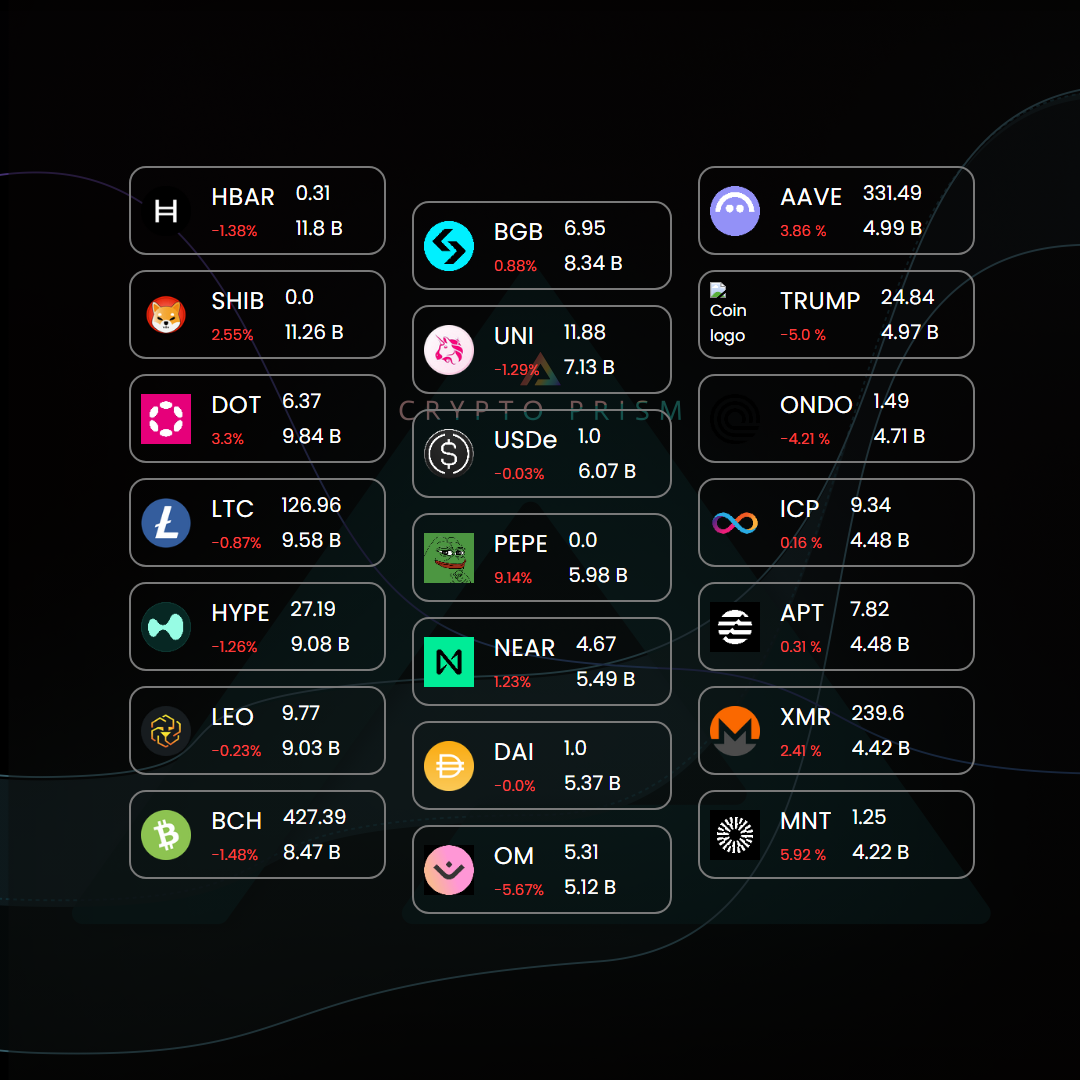 HBAR 0.31
-1.38% 11.8 B
SHIB 0.0
2.55% 11.26 B
DOT 6.37
3.3% 9.84 B
LTC 126.96
-0.87% 9.58 B
HYPE 27.19
-1.26% 9.08 B
LEO 9.77
-0.23% 9.03 B
BCH 427.39
-1.48% 8.47 B
BGB 6.95
0.88% 8.34 B
UNI 11.88
-1.29% 7.13 B
CRYPTO PRISM
USDe 1.0
-0.03% 6.07 B
PEPE 0.0
9.14% 5.98 B
NEAR 4.67
1.23% 5.49 B
DAI 1.0
-0.0% 5.37 B
OM 5.31
-5.67% 5.12 B
AAVE 331.49
3.86 % 4.99 B
Coin
logo
TRUMP 24.84
-5.0 % 4.97 B
ONDO 1.49
-4.21 % 4.71 B
ICP 9.34
0.16 % 4.48 B
APT 7.82
0.31 % 4.48 B
XMR 239.6
2.41 % 4.42 B
MNT 1.25
5.92 % 4.22 B